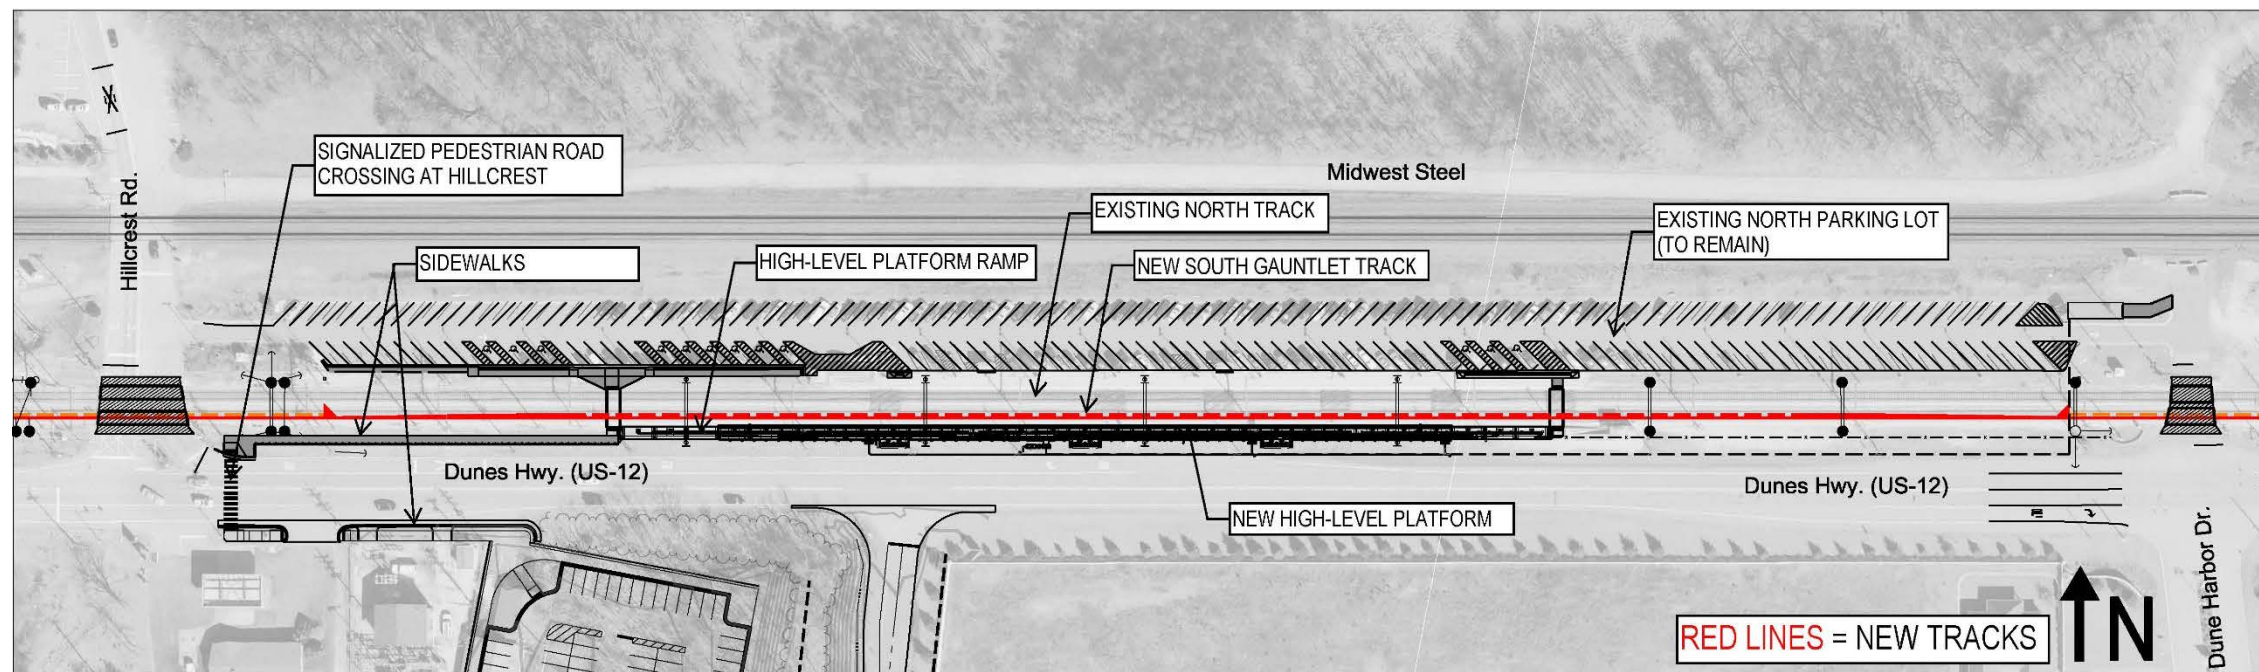 SIGNALIZED PEDESTRIAN ROAD
CROSSING AT HILLCREST
Hillcrest Rd.
Midwest Steel
EXISTING NORTH TRACK
EXISTING NORTH PARKING LOT
(TO REMAIN)
SIDEWALKS
HIGH-LEVEL PLATFORM RAMP
NEW SOUTH GAUNTLET TRACK
Dunes Hwy. (US-12)
Dunes Hwy. (US-12)
NEW HIGH-LEVEL PLATFORM
Dune Harbor Dr.
RED LINES = NEW TRACKS
N